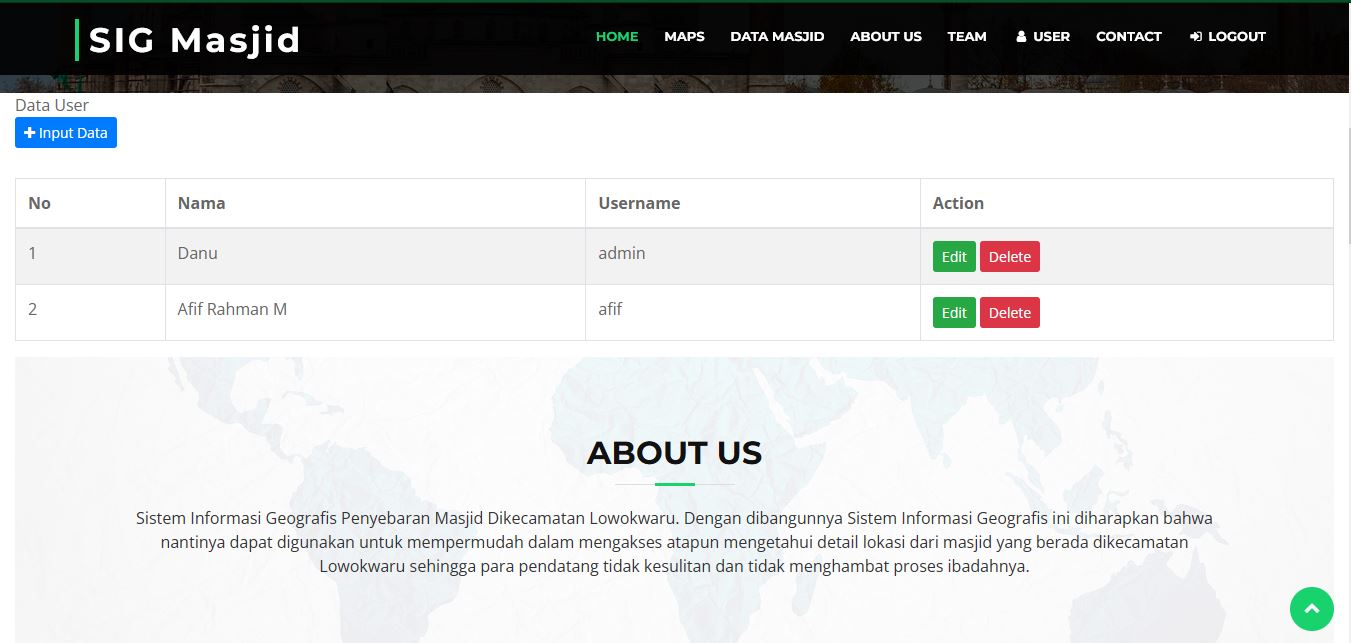 SIG Masjid
HOME MAPS DATA MASJID ABOUT US TEAM USER CONTACT LOGOUT
Data User
Input Data
No Nama Username Action
1 Danu admin Edit Delete
2 Afif Rahman M afif Edit Delete
ABOUT US
Sistem Informasi Geografis Penyebaran Masjid Dikecamatan Lowokwaru. Dengan dibangunnya Sistem Informasi Geografis ini diharapkan bahwa
nantinya dapat digunakan untuk mempermudah dalam mengakses atapun mengetahui detail lokasi dari masjid yang berada dikecamatan
Lowokwaru sehingga para pendatang tidak kesulitan dan tidak menghambat proses ibadahnya.